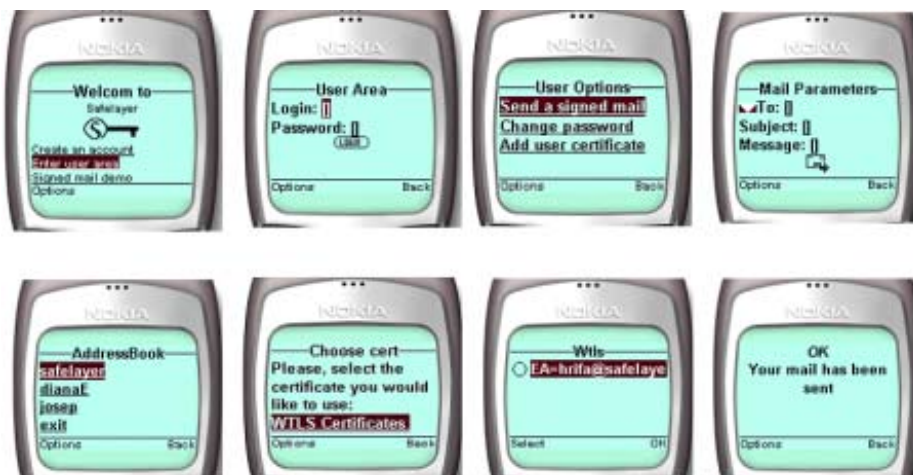 NOKIA
Welcom to
Safelayer
Create an account
Enter user area
Signed mail demo
Options
NOKIA
User Area
Login: []
Password: []
Options Back
NOKIA
User Options
Send a signed mail
Change password
Add user certificate
Options Back
NOKIA
Mail Parameters
To: []
Subject: []
Message: []
Options Back
NOKIA
AddressBook
safelayer
dianaE
josep
exit
Options Back
NOKIA
Choose cert
Please, select the
certificate you would
like to use:
WTLS Certificates
Options Back
NOKIA
Wtls
EA=hrifa@safelaye
Select OK
NOKIA
OK
Your mail has been
sent
Options Back